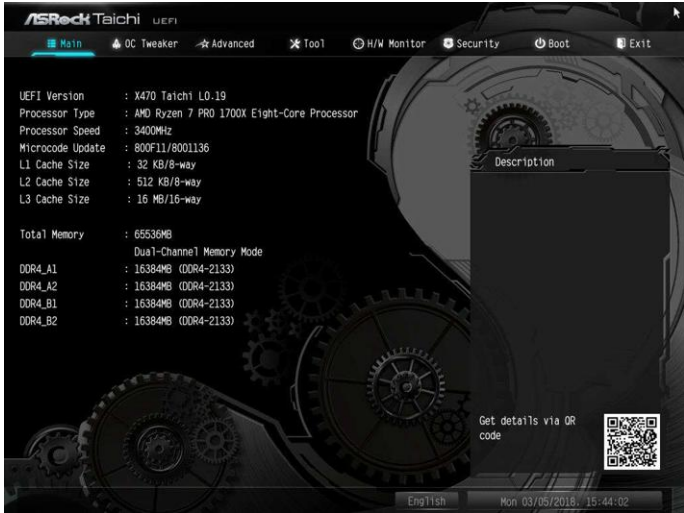 ASRock Taichi UEFI
Main OC Tweaker Advanced Tool H/W Monitor Security Boot Exit
UEFI Version : X470 Taichi L0.19
Processor Type : AMD Ryzen 7 PRO 1700X Eight-Core Processor
Processor Speed : 3400MHz
Microcode Update : 800F11/8001136
L1 Cache Size : 32 KB/8-way
L2 Cache Size : 512 KB/8-way
L3 Cache Size : 16 MB/16-way
Total Memory : 65536MB
Dual-Channel Memory Mode
DDR4_A1 : 16384MB (DDR4-2133)
DDR4_A2 : 16384MB (DDR4-2133)
DDR4_B1 : 16384MB (DDR4-2133)
DDR4_B2 : 16384MB (DDR4-2133)
Description
Get details via QR
code
English Mon 03/05/2018. 15:44:02